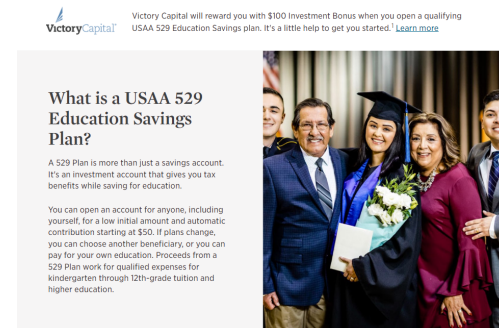 Victory Capital will reward you with $100 Investment Bonus when you open a qualifying
VictoryCapital
USAA 529 Education Savings plan. It's a little help to get you started.¹ Learn more
What is a USAA 529
Education Savings
Plan?
A 529 Plan is more than just a savings account.
It's an investment account that gives you tax
benefits while saving for education.
You can open an account for anyone, including
yourself, for a low initial amount and automatic
contribution starting at $50. If plans change,
you can choose another beneficiary, or you can
pay for your own education. Proceeds from a
529 Plan work for qualified expenses for
kindergarten through 12th-grade tuition and
higher education.